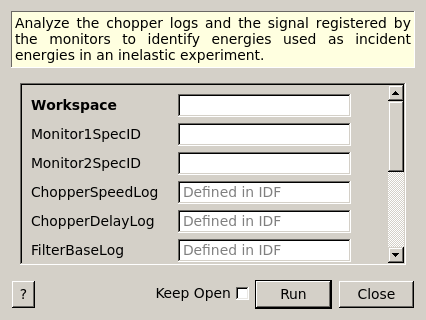 Analyze the chopper logs and the signal registered by
the monitors to identify energies used as incident
energies in an inelastic experiment.
Workspace
Monitor1SpecID
Monitor2SpecID
ChopperSpeedLog Defined in IDF
ChopperDelayLog Defined in IDF
FilterBaseLog Defined in IDF
? Keep Open Run Close